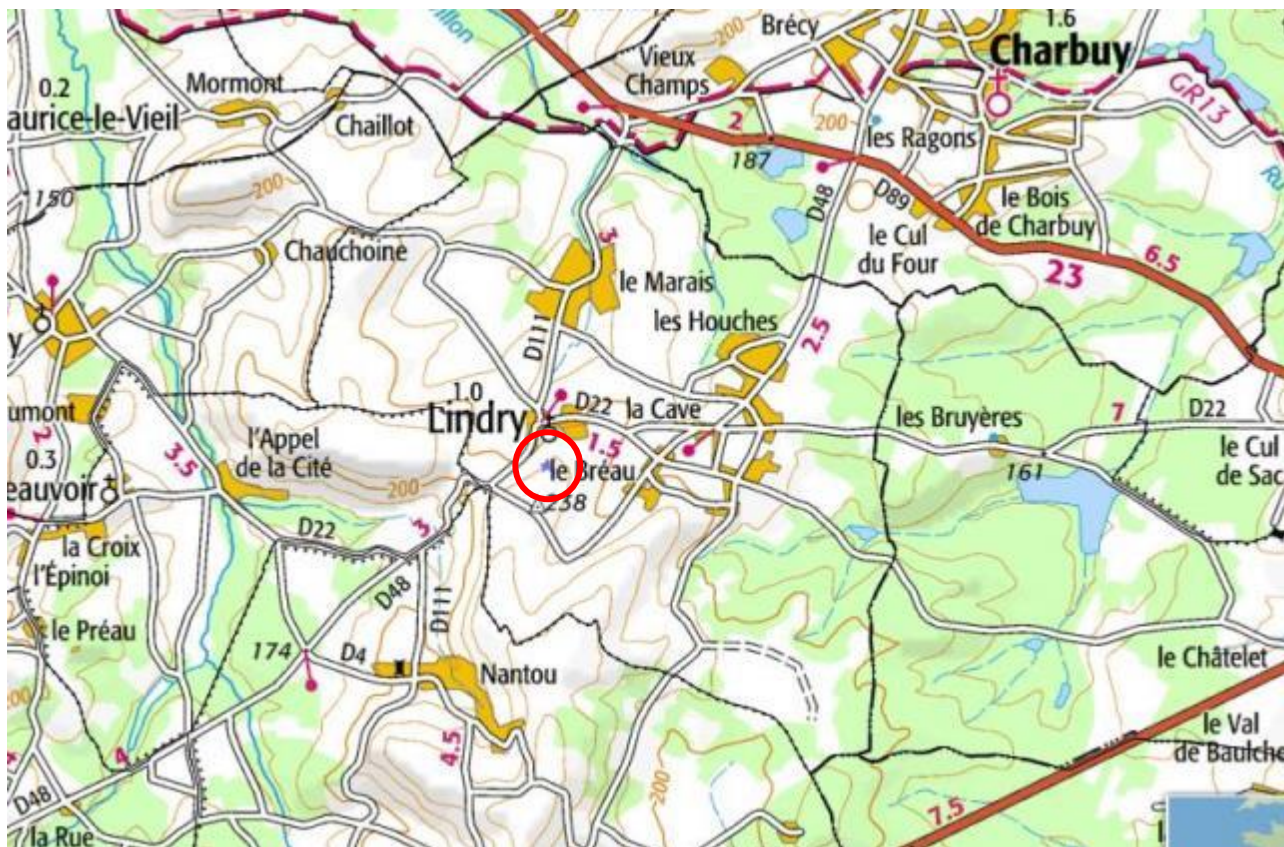 Brécy
1.6
Vieux
Champs
200
Charbuy
Mormont
0.2
aurice-le-Vieil
Chaillot
2
200
les Ragons
GR13
187
D48
D89
le Bois
de Charbuy
150
200
3
Chauchoine
le Cul
du Four
6.5
23
le Marais
les Houches
D111
2.5
y
1.0
Lindry
D22
la Cave
les Bruyères
7
D22
aumont
2
0.3
3.5
l'Appel
de la Cité
1.5
le Bréau
161
le Cul
de Sac
eauvoir
200
238
D22
3
la Croix
l'Épinoi
D48
D111
le Préau
174
D4
Nantou
le Châtelet
200
4.5
le Val
de Baulche
4
D48
200
7.5
la Rue